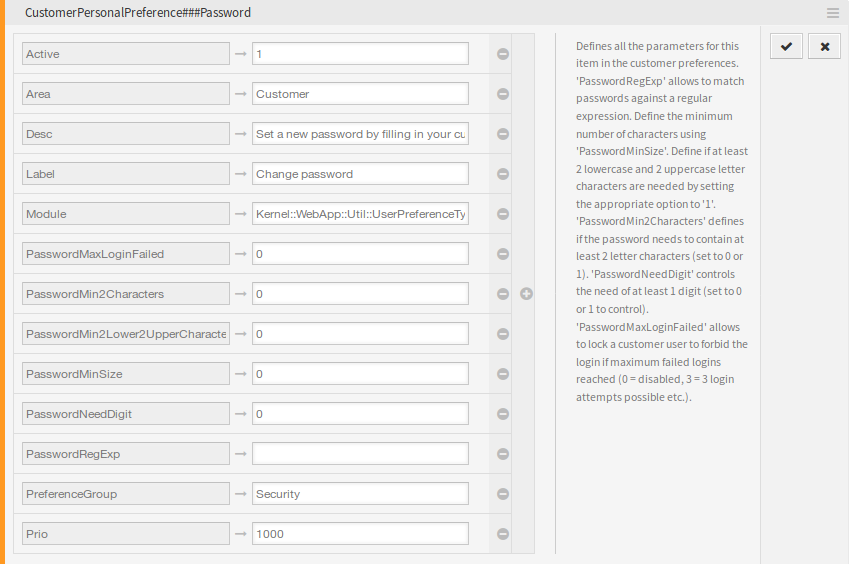 CustomerPersonalPreference###Password
Active → 1
Area → Customer
Desc → Set a new password by filling in your cu
Label → Change password
Module → Kernel::WebApp::Util::UserPreferenceTy
PasswordMaxLoginFailed → 0
PasswordMin2Characters → 0
PasswordMin2Lower2UpperCharacte → 0
PasswordMinSize → 0
PasswordNeedDigit → 0
PasswordRegExp →
PreferenceGroup → Security
Prio → 1000
Defines all the parameters for this
item in the customer preferences.
'PasswordRegExp' allows to match
passwords against a regular
expression. Define the minimum
number of characters using
'PasswordMinSize'. Define if at least
2 lowercase and 2 uppercase letter
characters are needed by setting
the appropriate option to '1'.
'PasswordMin2Characters' defines
if the password needs to contain at
least 2 letter characters (set to 0 or
1). 'PasswordNeedDigit' controls
the need of at least 1 digit (set to 0
or 1 to control).
'PasswordMaxLoginFailed' allows
to lock a customer user to forbid the
login if maximum failed logins
reached (0 = disabled, 3 = 3 login
attempts possible etc.).